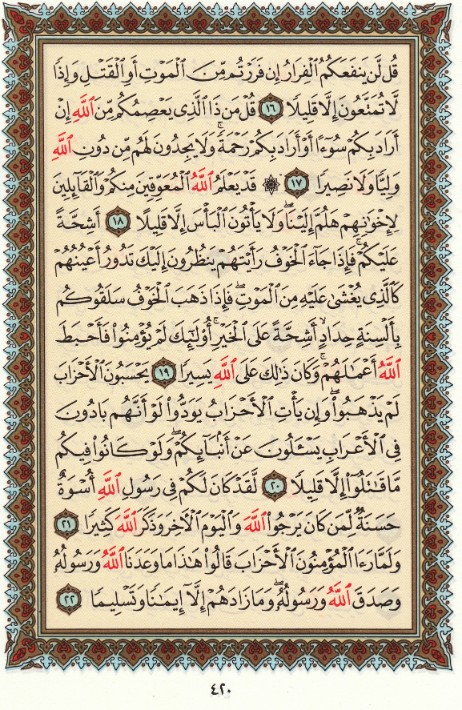 قُل لَّن يَنفَعَكُمُ ٱلْفِرَارُ إِن فَرَرْتُم مِّنَ ٱلْمَوْتِ أَوِ ٱلْقَتْلِ وَإِذًا
لَّا تُمَتَّعُونَ إِلَّا قَلِيلًا ١٦ قُلْ مَن ذَا ٱلَّذِى يَعْصِمُكُم مِّنَ ٱللَّهِ إِنْ
أَرَادَ بِكُمْ سُوٓءًا أَوْ أَرَادَ بِكُمْ رَحْمَةً ۚ وَلَا يَجِدُونَ لَهُم مِّن دُونِ ٱللَّهِ
وَلِيًّا وَلَا نَصِيرًا ١٧ ۞ قَدْ يَعْلَمُ ٱللَّهُ ٱلْمُعَوِّقِينَ مِنكُمْ وَٱلْقَآئِلِينَ
لِإِخْوَٰنِهِمْ هَلُمَّ إِلَيْنَا ۖ وَلَا يَأْتُونَ ٱلْبَأْسَ إِلَّا قَلِيلًا ١٨ أَشِحَّةً
عَلَيْكُمْ ۖ فَإِذَا جَآءَ ٱلْخَوْفُ رَأَيْتَهُمْ يَنظُرُونَ إِلَيْكَ تَدُورُ أَعْيُنُهُمْ
كَٱلَّذِى يُغْشَىٰ عَلَيْهِ مِنَ ٱلْمَوْتِ ۖ فَإِذَا ذَهَبَ ٱلْخَوْفُ سَلَقُوكُم
بِأَلْسِنَةٍ حِدَادٍ أَشِحَّةً عَلَى ٱلْخَيْرِ ۚ أُو۟لَٰٓئِكَ لَمْ يُؤْمِنُوا۟ فَأَحْبَطَ
ٱللَّهُ أَعْمَٰلَهُمْ ۚ وَكَانَ ذَٰلِكَ عَلَى ٱللَّهِ يَسِيرًا ١٩ يَحْسَبُونَ ٱلْأَحْزَابَ
لَمْ يَذْهَبُوا۟ ۖ وَإِن يَأْتِ ٱلْأَحْزَابُ يَوَدُّوا۟ لَوْ أَنَّهُم بَادُونَ
فِى ٱلْأَعْرَابِ يَسْـَٔلُونَ عَنْ أَنۢبَآئِكُمْ ۖ وَلَوْ كَانُوا۟ فِيكُم
مَّا قَٰتَلُوٓا۟ إِلَّا قَلِيلًا ٢٠ لَّقَدْ كَانَ لَكُمْ فِى رَسُولِ ٱللَّهِ أُسْوَةٌ
حَسَنَةٌ لِّمَن كَانَ يَرْجُوا۟ ٱللَّهَ وَٱلْيَوْمَ ٱلْءَاخِرَ وَذَكَرَ ٱللَّهَ كَثِيرًا ٢١
وَلَمَّا رَءَا ٱلْمُؤْمِنُونَ ٱلْأَحْزَابَ قَالُوا۟ هَٰذَا مَا وَعَدَنَا ٱللَّهُ وَرَسُولُهُۥ
وَصَدَقَ ٱللَّهُ وَرَسُولُهُۥ ۚ وَمَا زَادَهُمْ إِلَّآ إِيمَٰنًا وَتَسْلِيمًا ٢٢
٤٢٠